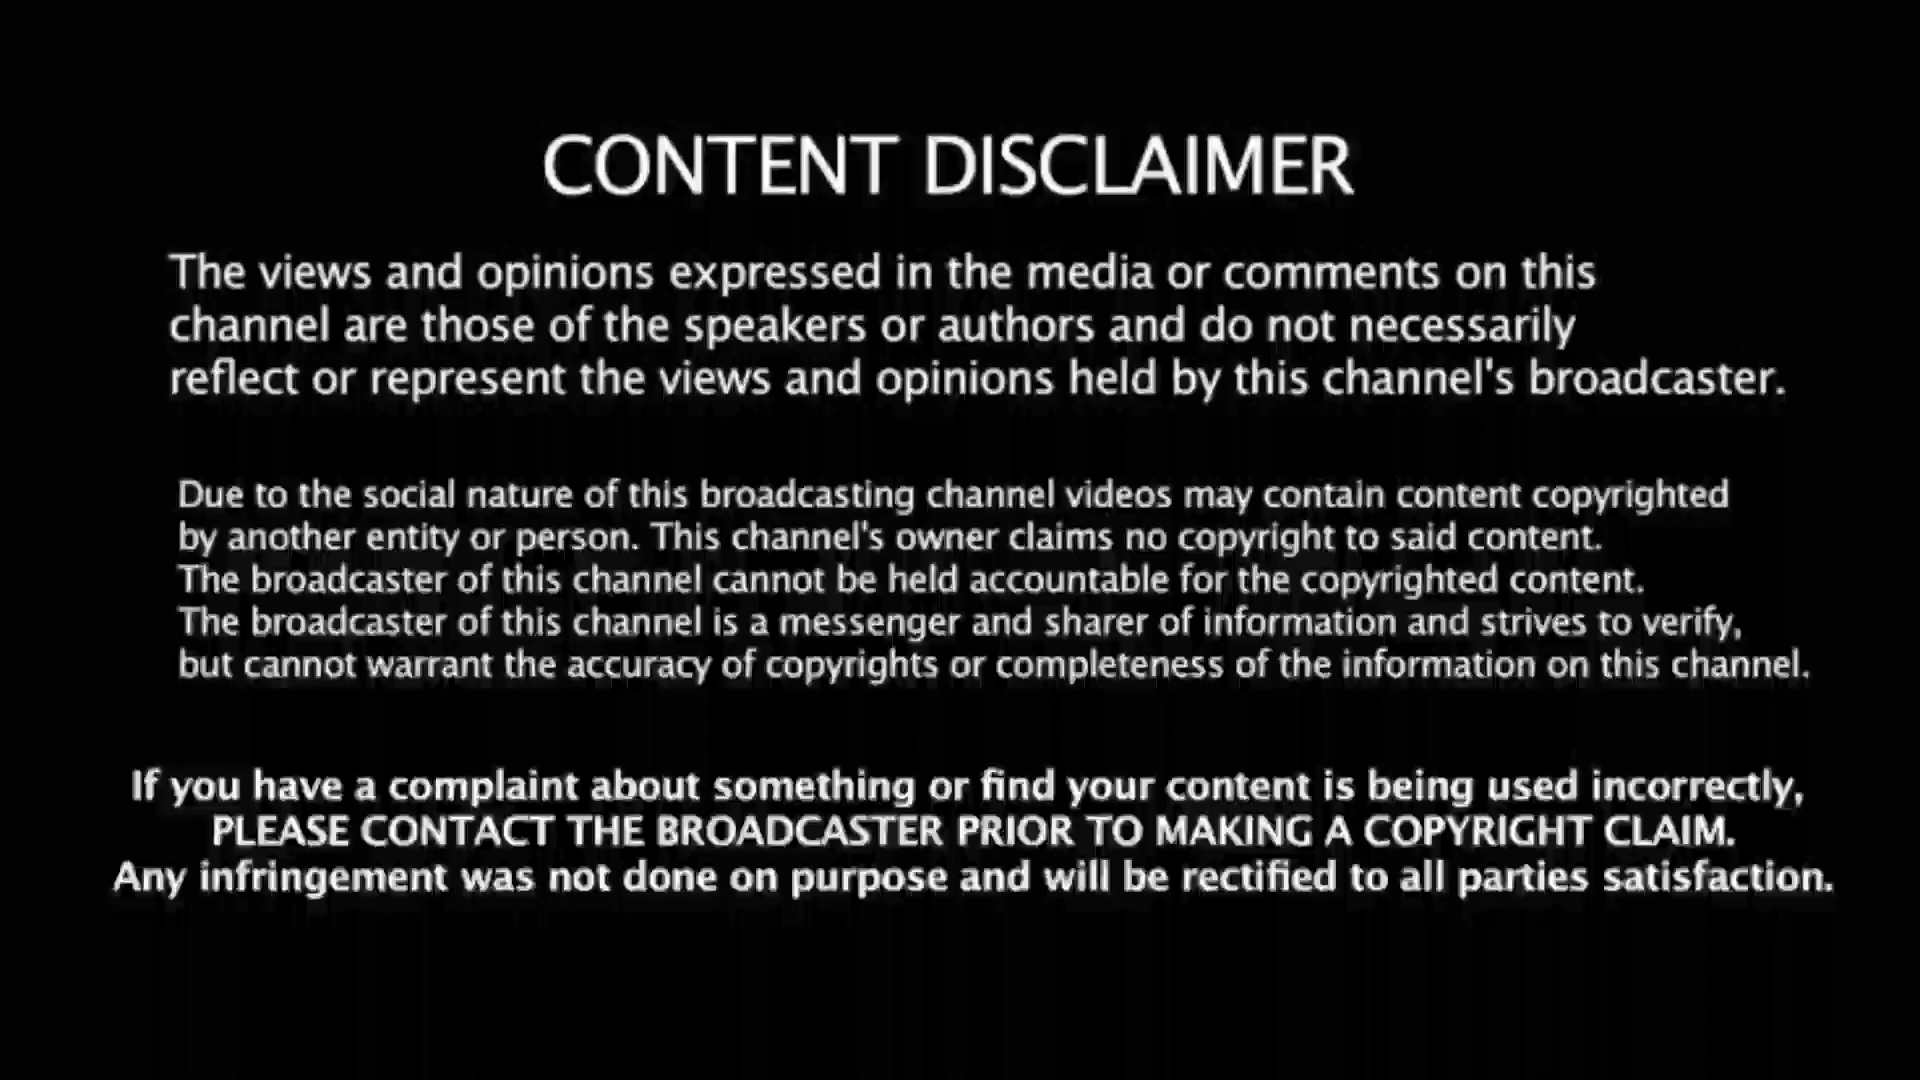 CONTENT DISCLAIMER
The views and opinions expressed in the media or comments on this
channel are those of the speakers or authors and do not necessarily
reflect or represent the views and opinions held by this channel's broadcaster.
Due to the social nature of this broadcasting channel videos may contain content copyrighted
by another entity or person. This channel's owner claims no copyright to said content.
The broadcaster of this channel cannot be held accountable for the copyrighted content.
The broadcaster of this channel is a messenger and sharer of information and strives to verify,
but cannot warrant the accuracy of copyrights or completeness of the information on this channel.
If you have a complaint about something or find your content is being used incorrectly,
PLEASE CONTACT THE BROADCASTER PRIOR TO MAKING A COPYRIGHT CLAIM.
Any infringement was not done on purpose and will be rectified to all parties satisfaction.